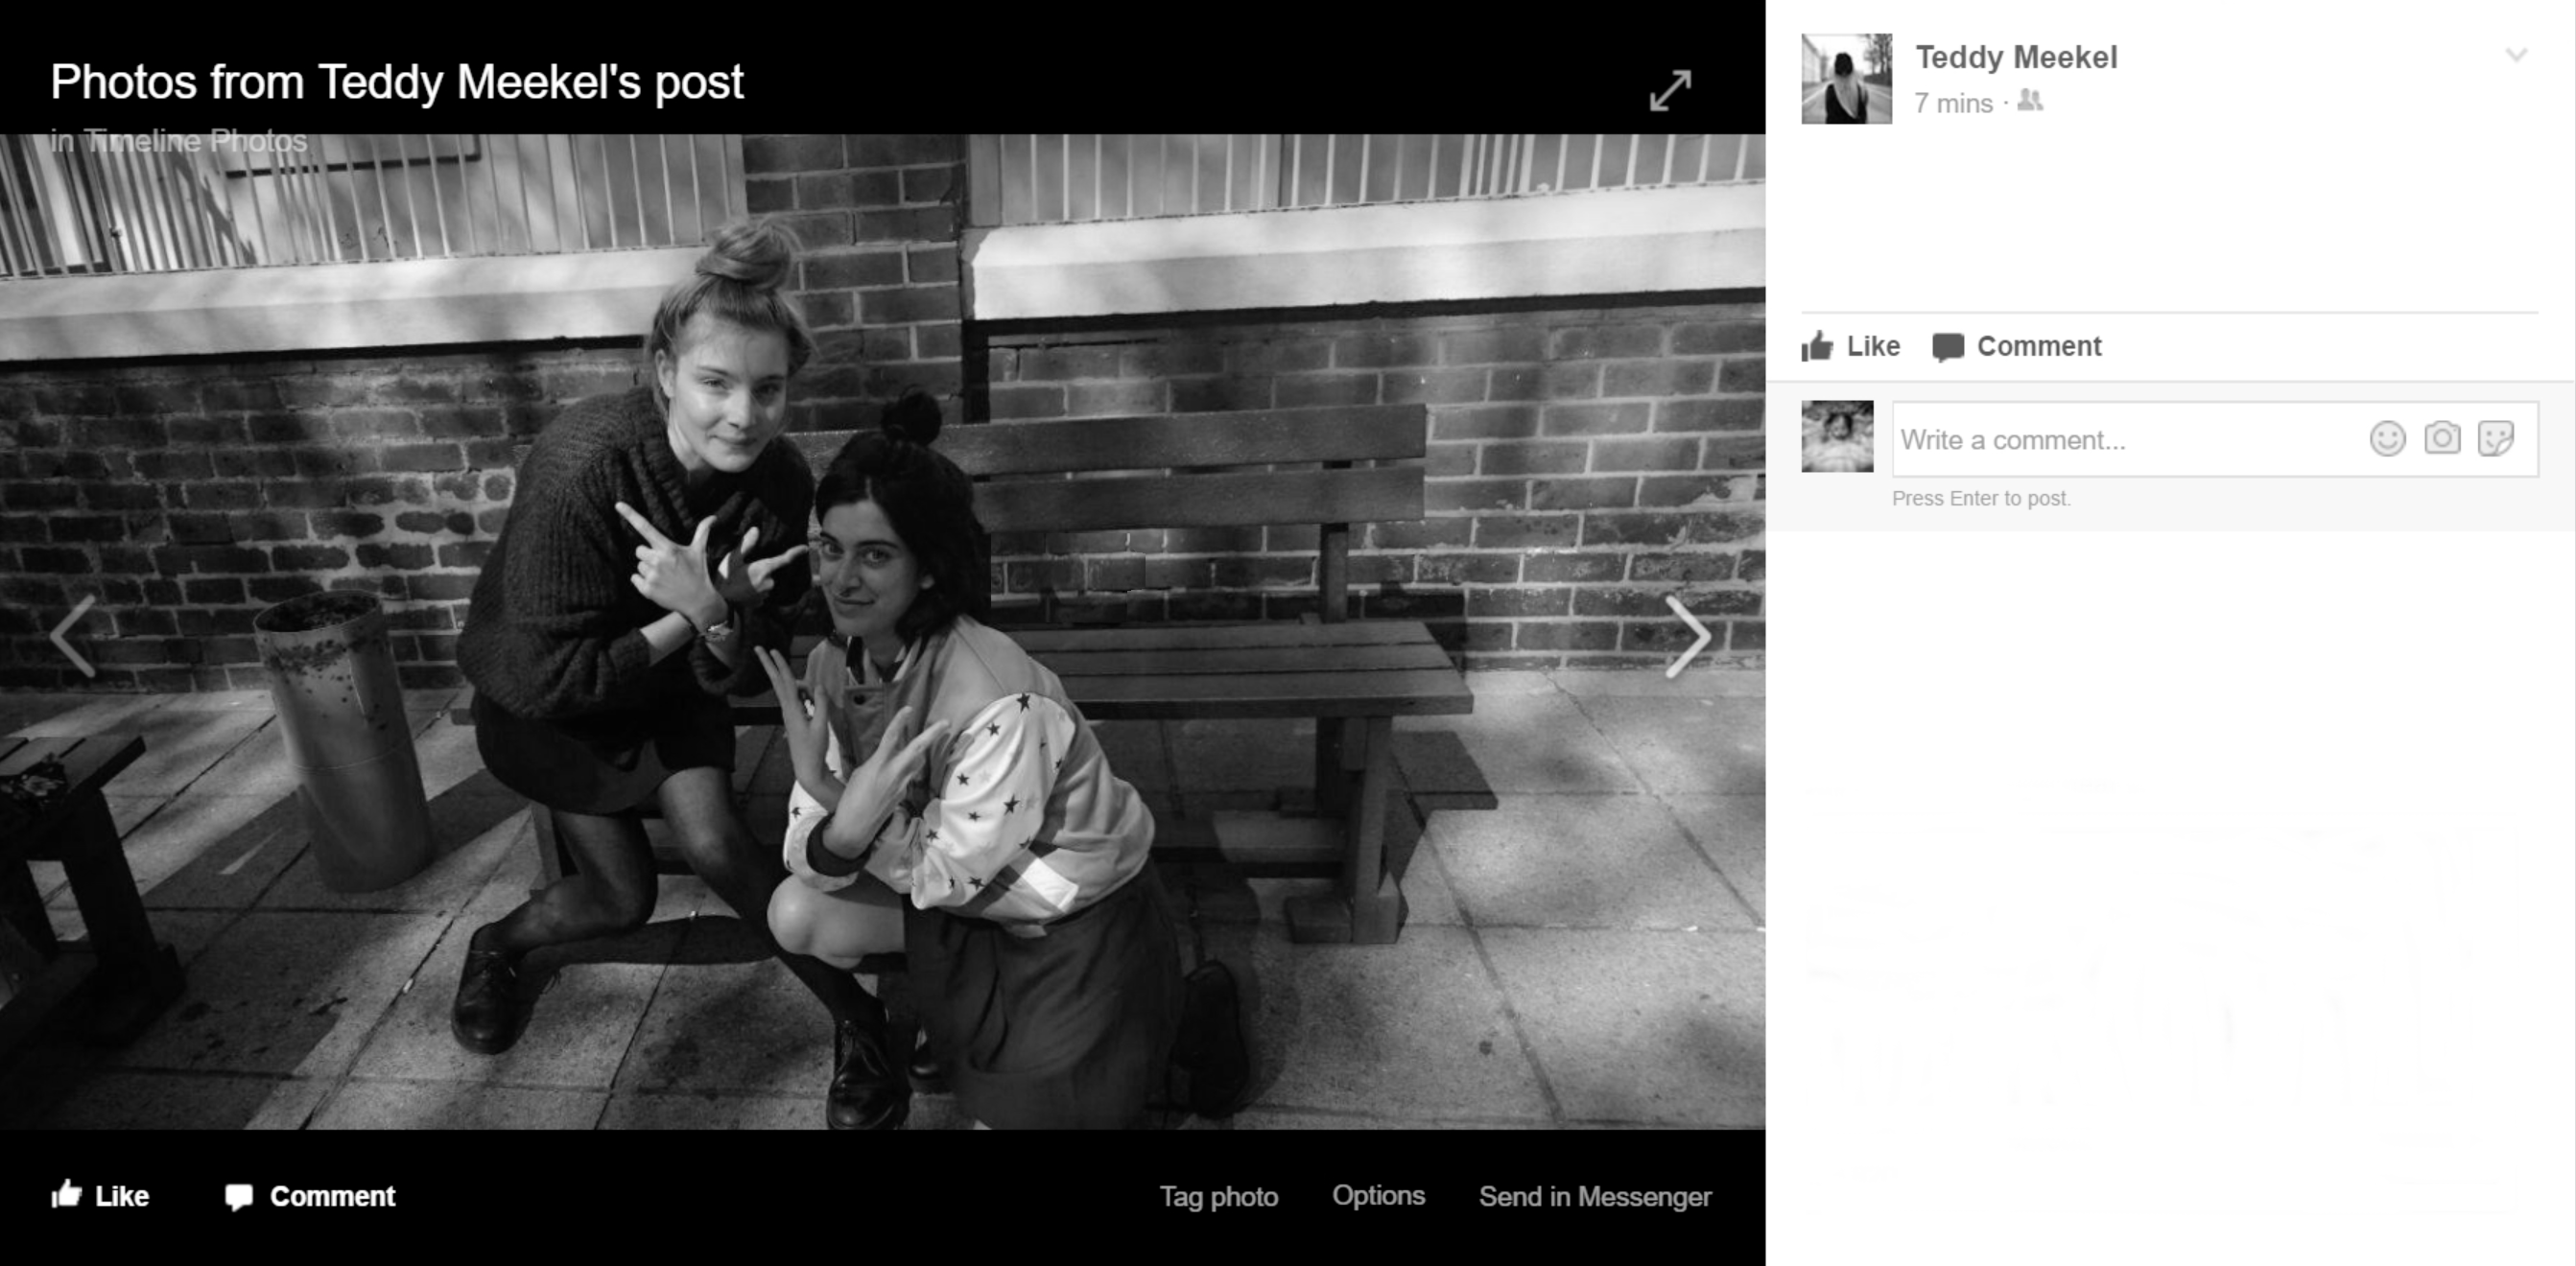 Photos from Teddy Meekel's post
in Timeline Photos
Like
Comment
Tag photo
Options
Send in Messenger
Teddy Meekel
7 mins ·
Like
Comment
Write a comment...
Press Enter to post.